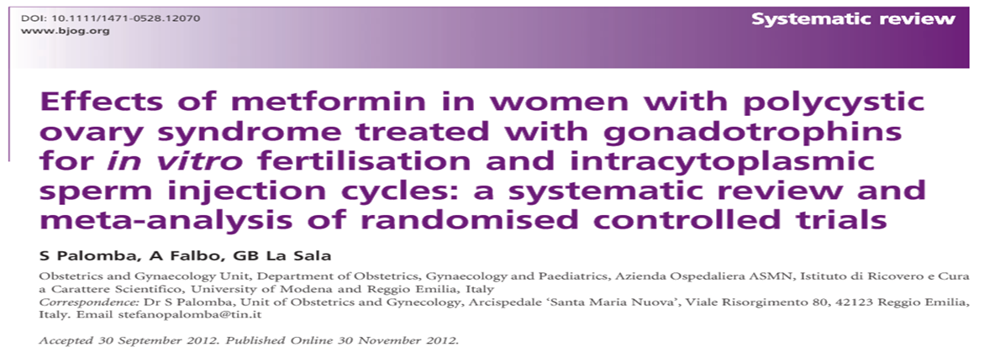 DOI: 10.1111/1471-0528.12070
www.bjog.org
Systematic review
Effects of metformin in women with polycystic
ovary syndrome treated with gonadotrophins
for in vitro fertilisation and intracytoplasmic
sperm injection cycles: a systematic review and
meta-analysis of randomised controlled trials
S Palomba, A Falbo, GB La Sala
Obstetrics and Gynaecology Unit, Department of Obstetrics, Gynaecology and Paediatrics, Azienda Ospedaliera ASMN, Istituto di Ricovero e Cura
a Carattere Scientifico, University of Modena and Reggio Emilia, Italy
Correspondence: Dr S Palomba, Unit of Obstetrics and Gynecology, Arcispedale ‘Santa Maria Nuova’, Viale Risorgimento 80, 42123 Reggio Emilia,
Italy. Email stefanopalomba@tin.it
Accepted 30 September 2012. Published Online 30 November 2012.